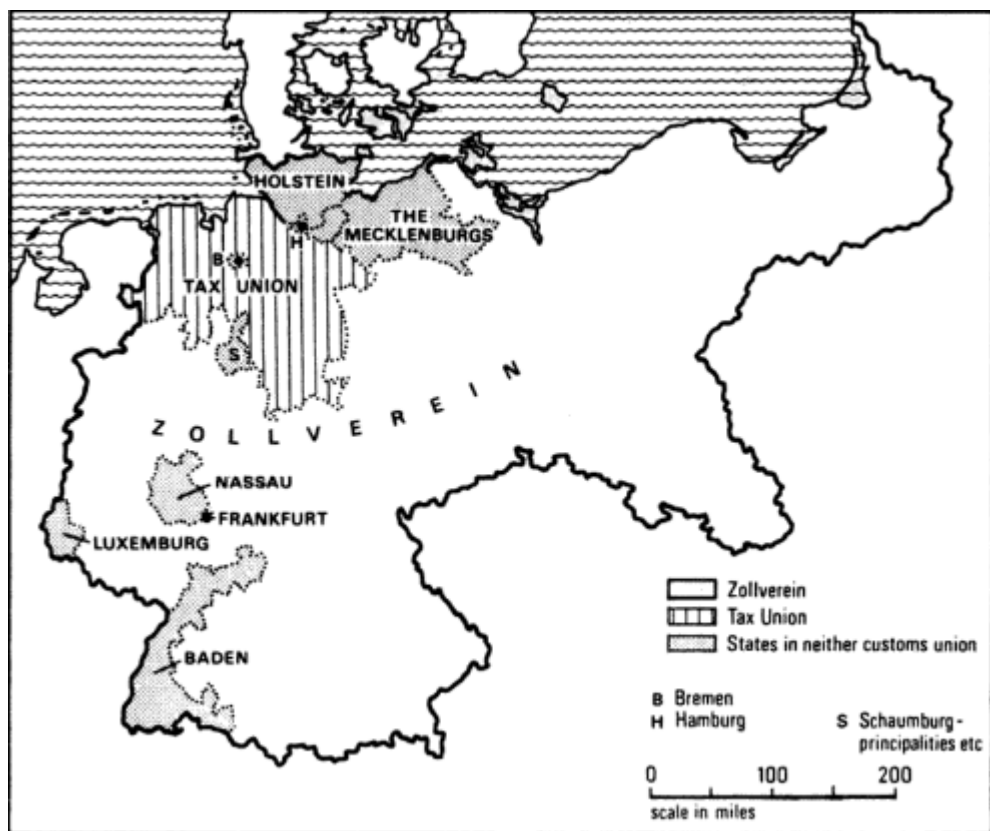 HOLSTEIN
THE
MECKLENBURGS
H
B
TAX UNION
S
ZOLLVEREIN
NASSAU
FRANKFURT
LUXEMBURG
BADEN
Zollverein
Tax Union
States in neither customs union
B Bremen
H Hamburg
S Schaumburg-
principalities etc
0 100 200
scale in miles